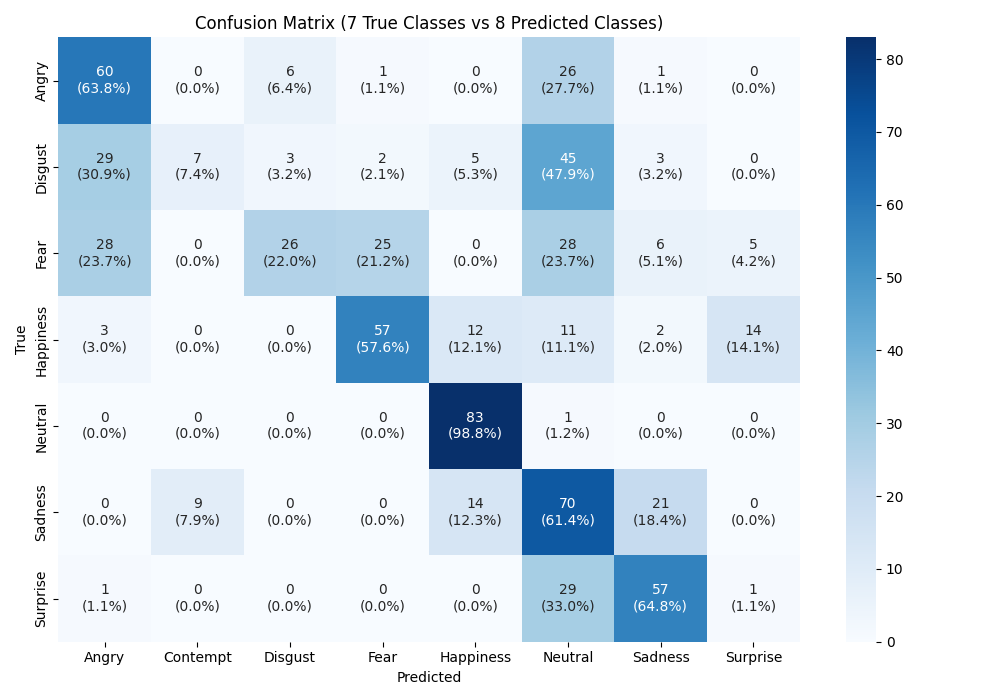 Confusion Matrix (7 True Classes vs 8 Predicted Classes)
Angry
60 0 6 1 0 26 1 0
(63.8%) (0.0%) (6.4%) (1.1%) (0.0%) (27.7%) (1.1%) (0.0%)
Disgust
29 7 3 2 5 45 3 0
(30.9%) (7.4%) (3.2%) (2.1%) (5.3%) (47.9%) (3.2%) (0.0%)
Fear
28 0 26 25 0 28 6 5
(23.7%) (0.0%) (22.0%) (21.2%) (0.0%) (23.7%) (5.1%) (4.2%)
True
Happiness
3 0 0 57 12 11 2 14
(3.0%) (0.0%) (0.0%) (57.6%) (12.1%) (11.1%) (2.0%) (14.1%)
Neutral
0 0 0 0 83 1 0 0
(0.0%) (0.0%) (0.0%) (0.0%) (98.8%) (1.2%) (0.0%) (0.0%)
Sadness
0 9 0 0 14 70 21 0
(0.0%) (7.9%) (0.0%) (0.0%) (12.3%) (61.4%) (18.4%) (0.0%)
Surprise
1 0 0 0 0 29 57 1
(1.1%) (0.0%) (0.0%) (0.0%) (0.0%) (33.0%) (64.8%) (1.1%)
Angry Contempt Disgust Fear Happiness Neutral Sadness Surprise
Predicted
80
70
60
50
40
30
20
10
0